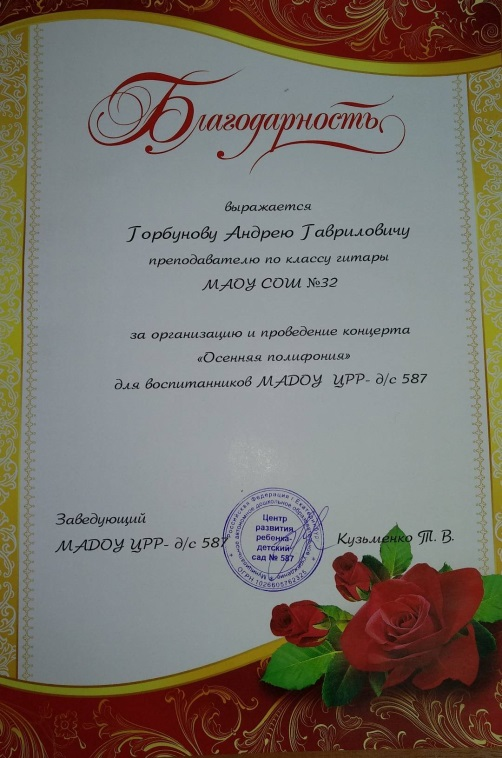 Благодарность
выражается
Горбунову Андрею Гавриловичу
преподавателю по классу гитары
МАОУ СОШ №32
за организацию и проведение концерта
«Осенняя полифония»
для воспитанников МАДОУ ЦРР- д/с 587
Заведующий
МАДОУ ЦРР- д/с 587
Кузьменко Т. В.
Центр
развития
ребенка-
детский
сад № 587